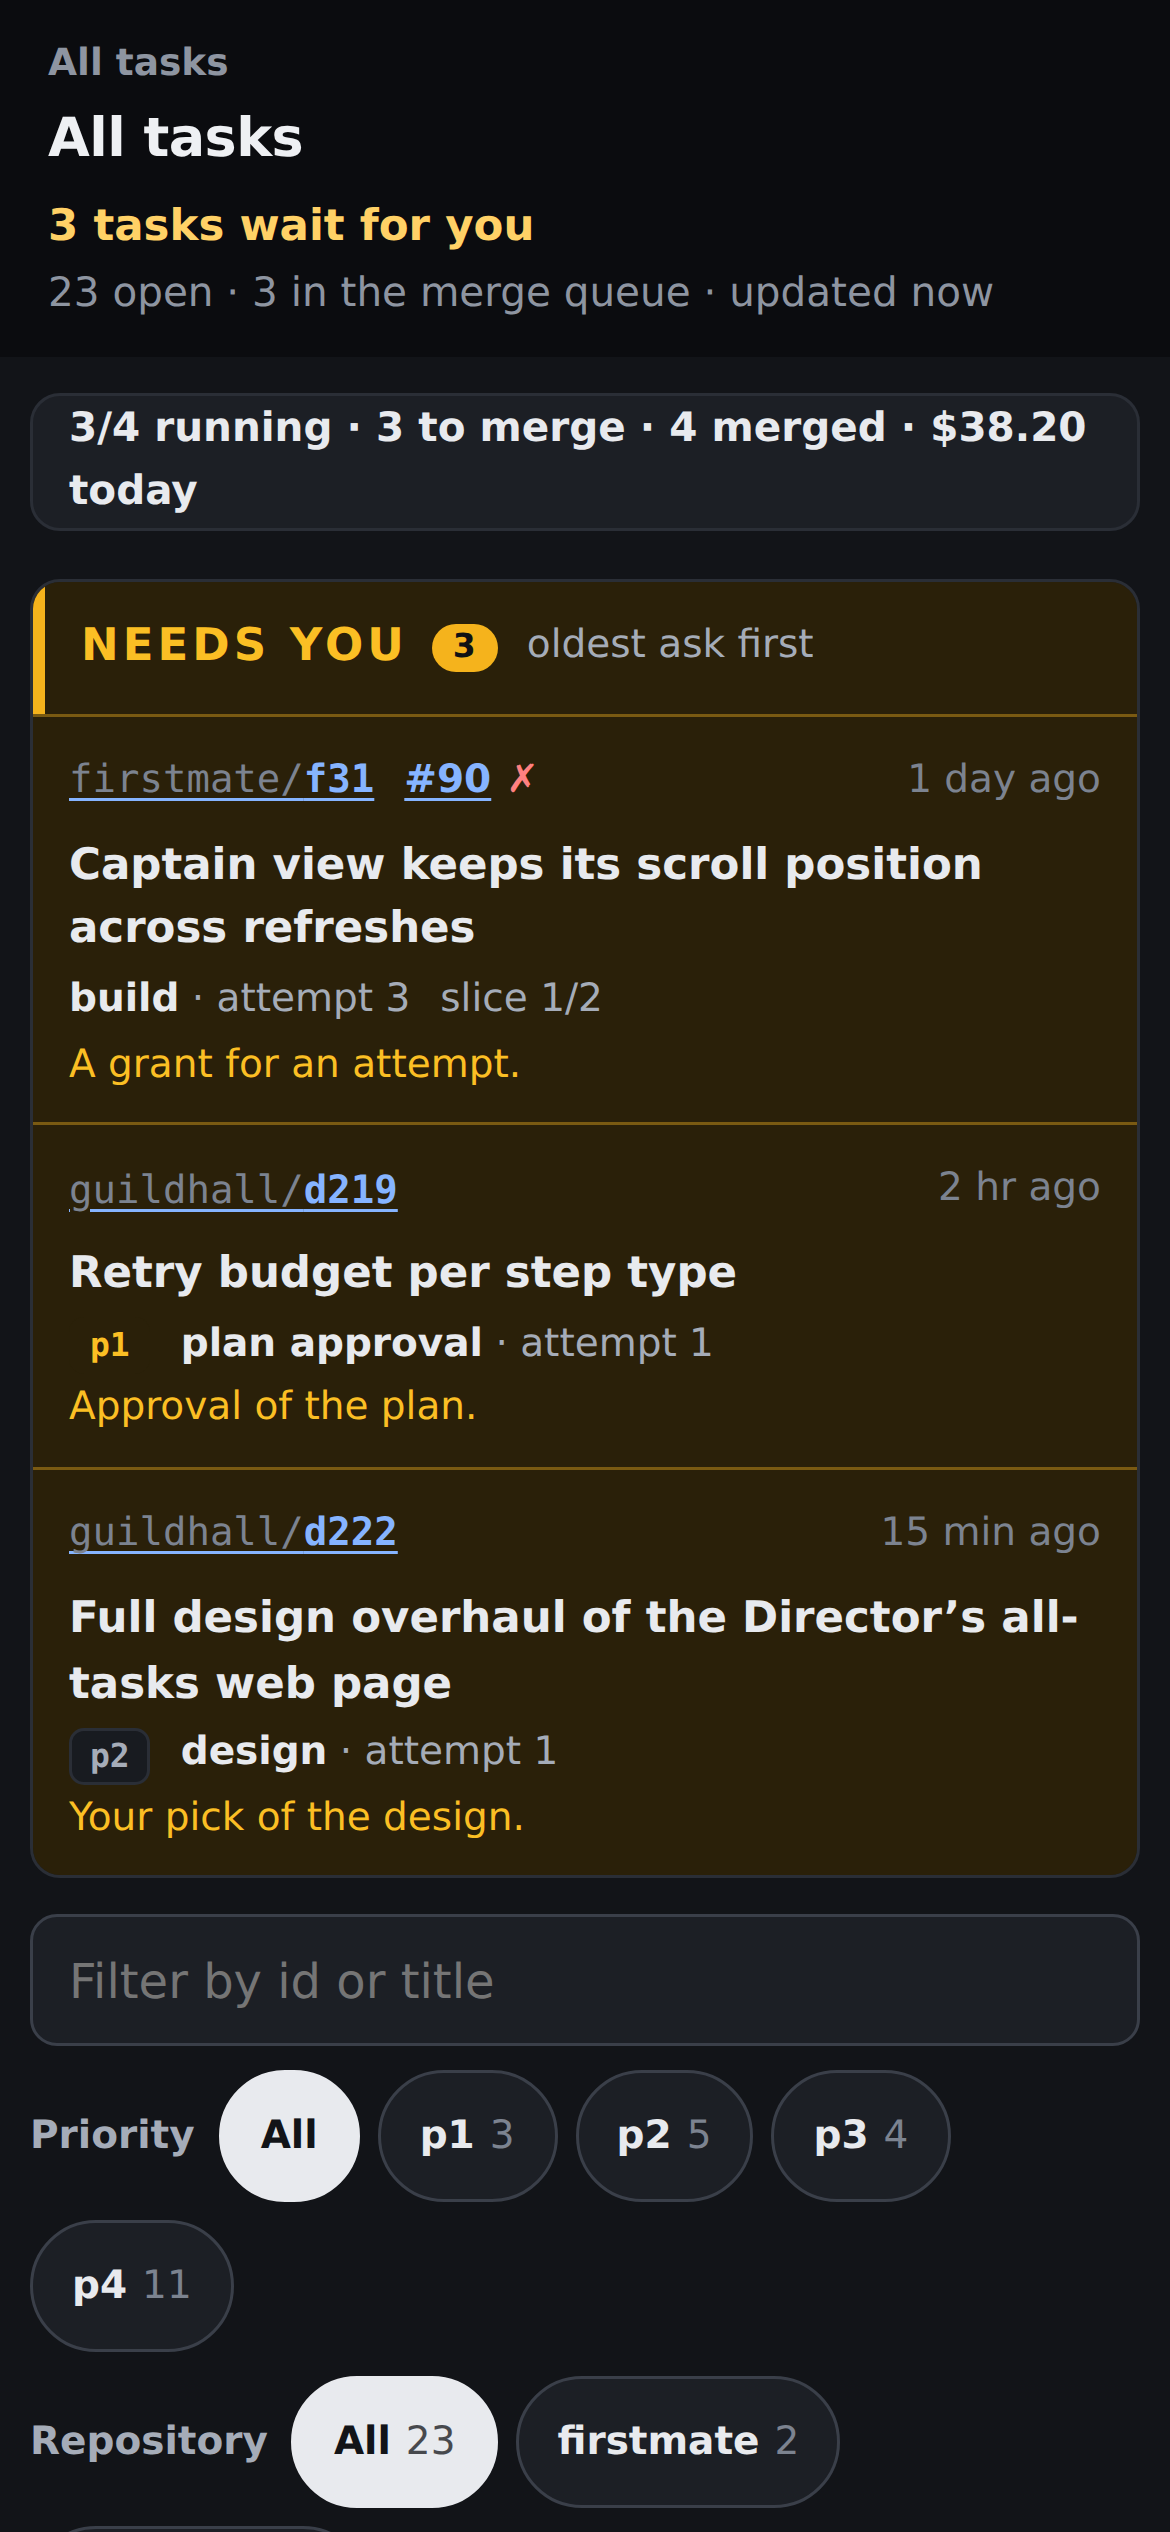 All tasks
All tasks
3 tasks wait for you
23 open · 3 in the merge queue · updated now
3/4 running · 3 to merge · 4 merged · $38.20
today
NEEDS YOU 3 oldest ask first
firstmate/f31 #90 ✗ 1 day ago
Captain view keeps its scroll position
across refreshes
build · attempt 3 slice 1/2
A grant for an attempt.
guildhall/d219 2 hr ago
Retry budget per step type
p1 plan approval · attempt 1
Approval of the plan.
guildhall/d222 15 min ago
Full design overhaul of the Director’s all-
tasks web page
p2 design · attempt 1
Your pick of the design.
Filter by id or title
Priority All p1 3 p2 5 p3 4
p4 11
Repository All 23 firstmate 2